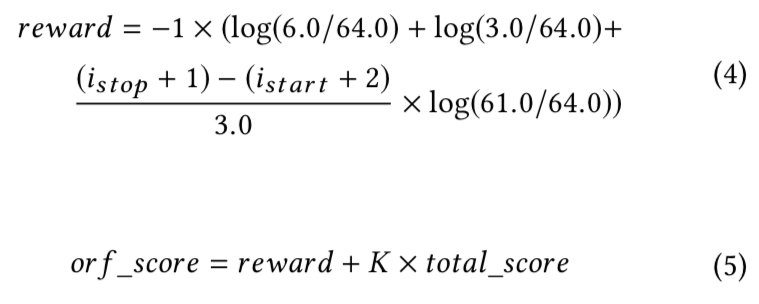 reward = −1 × (log(6.0/64.0) + log(3.0/64.0)+
(i_stop + 1) − (i_start + 2)
3.0
× log(61.0/64.0))
(4)
orf_score = reward + K × total_score (5)